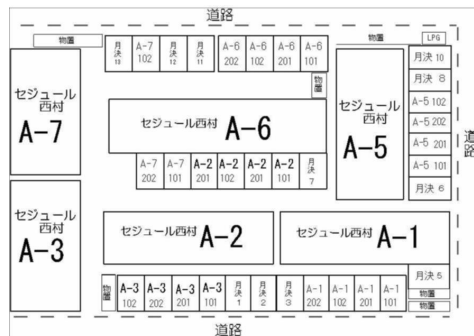 道路
物置
月決
13
A-7
102
月決
12
月決
11
A-6
202
A-6
102
A-6
201
A-6
101
物置
LPG
月決 10
月決 8
A-5 102
A-5 202
A-5 201
A-5 101
月決 6
道路
セジュール
西村
A-7
物置
セジュール西村 A-6
セジュール
西村
A-5
A-7
202
A-7
101
A-2
201
A-2
102
A-2
201
A-2
101
月決
7
セジュール
西村
A-3
セジュール西村 A-2
セジュール西村 A-1
月決 5
物置
物置
物置
A-3
102
A-3
202
A-3
201
A-3
101
月決
1
月決
2
月決
3
A-1
202
A-1
102
A-1
201
A-1
101
道路